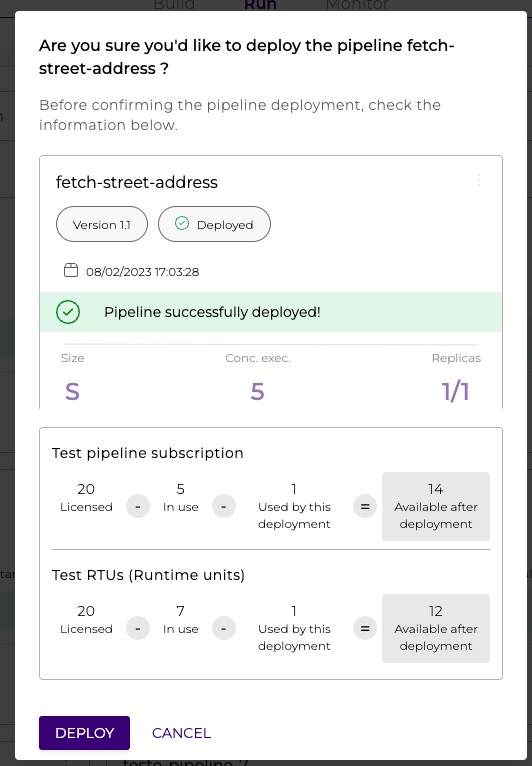 Build Run Monitor
Are you sure you'd like to deploy the pipeline fetch-
street-address ?
Before confirming the pipeline deployment, check the
information below.
fetch-street-address
Version 1.1 Deployed
08/02/2023 17:03:28
Pipeline successfully deployed!
Size Conc. exec. Replicas
S 5 1/1
Test pipeline subscription
20 5 1 14
Licensed - In use - Used by this = Available after
deployment deployment
Test RTUs (Runtime units)
20 7 1 12
Licensed - In use - Used by this = Available after
deployment deployment
DEPLOY CANCEL